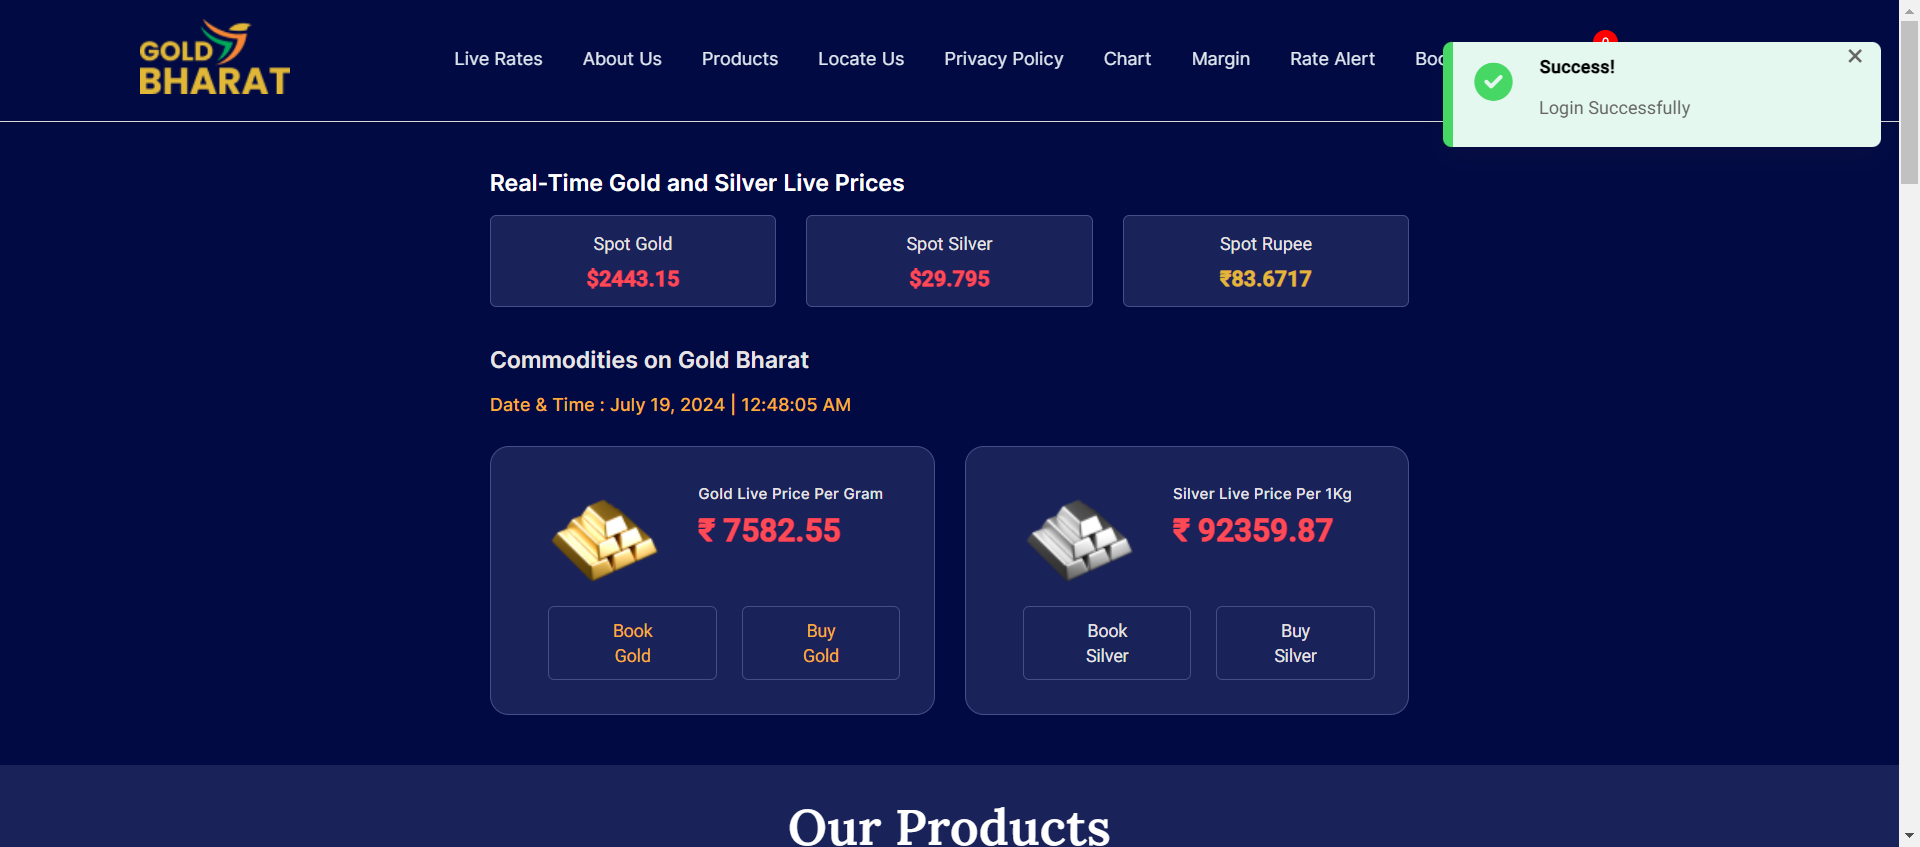 GOLD
BHARAT
Live Rates
About Us
Products
Locate Us
Privacy Policy
Chart
Margin
Rate Alert
Success!
Login Successfully
Real-Time Gold and Silver Live Prices
Spot Gold
$2443.15
Spot Silver
$29.795
Spot Rupee
₹83.6717
Commodities on Gold Bharat
Date & Time : July 19, 2024 | 12:48:05 AM
Gold Live Price Per Gram
₹ 7582.55
Book
Gold
Buy
Gold
Silver Live Price Per 1Kg
₹ 92359.87
Book
Silver
Buy
Silver
Our Products